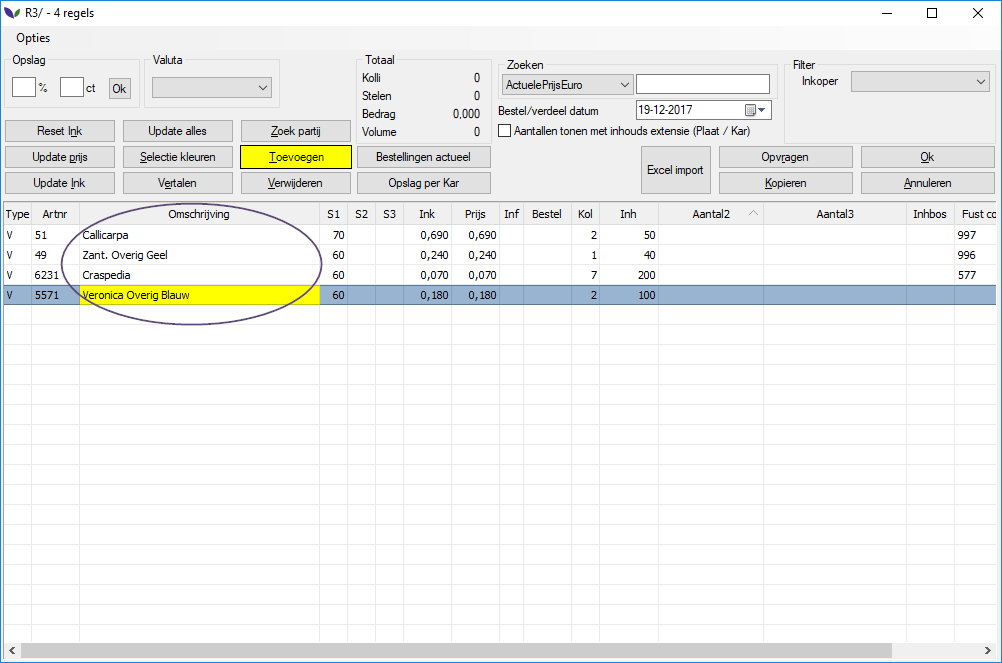 R3/ - 4 regels
Opties
Opslag
% ct Ok
Valuta
Totaal
Kolli 0
Stelen 0
Bedrag 0,000
Volume 0
Zoeken
ActuelePrijsEuro
Bestel/verdeel datum 19-12-2017
Aantallen tonen met inhouds extensie (Plaat / Kar)
Filter
Inkoper
Reset Ink Update alles Zoek partij
Update prijs Selectie kleuren Toevoegen Bestellingen actueel Excel import Opvragen Ok
Update Ink Vertalen Verwijderen Opslag per Kar Kopieren Annuleren
Type Artnr Omschrijving S1 S2 S3 Ink Prijs Inf Bestel Kol Inh Aantal2 Aantal3 Inhbos Fust co
V 51 Callicarpa 70 0,690 0,690 2 50 997
V 49 Zant. Overig Geel 60 0,240 0,240 1 40 996
V 6231 Craspedia 60 0,070 0,070 7 200 577
V 5571 Veronica Overig Blauw 60 0,180 0,180 2 100